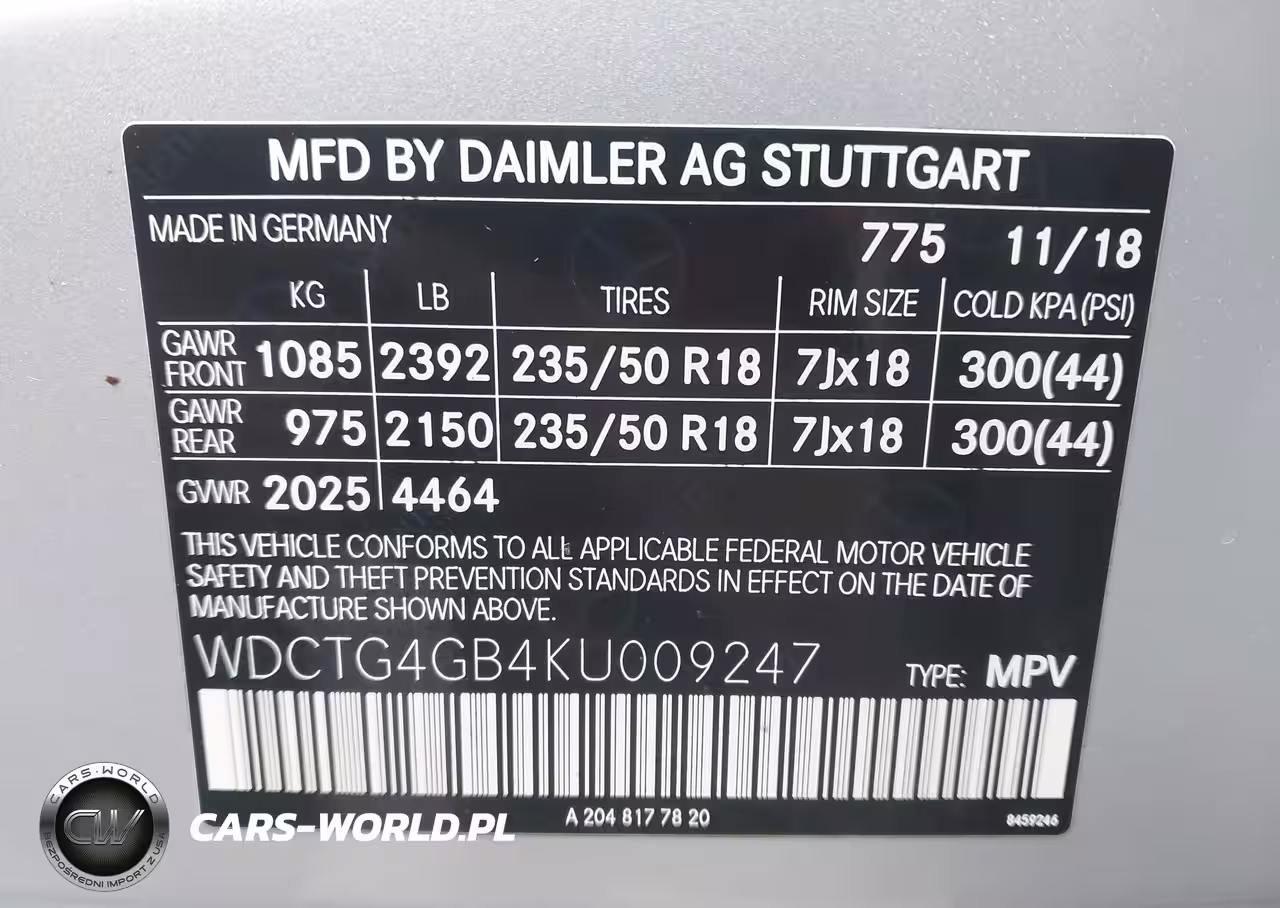 MFD BY DAIMLER AG STUTTGART
MADE IN GERMANY 775 11/18
KG LB TIRES RIM SIZE COLD KPA (PSI)
GAWR FRONT 1085 2392 235/50 R18 7Jx18 300(44)
GAWR REAR 975 2150 235/50 R18 7Jx18 300(44)
GVWR 2025 4464
THIS VEHICLE CONFORMS TO ALL APPLICABLE FEDERAL MOTOR VEHICLE
SAFETY AND THEFT PREVENTION STANDARDS IN EFFECT ON THE DATE OF
MANUFACTURE SHOWN ABOVE.
WDCTG4GB4KU009247 TYPE: MPV
A 204 817 78 20 8459246
CARS-WORLD
CW
BEZPOŚREDNI IMPORT Z USA
CARS-WORLD.PL